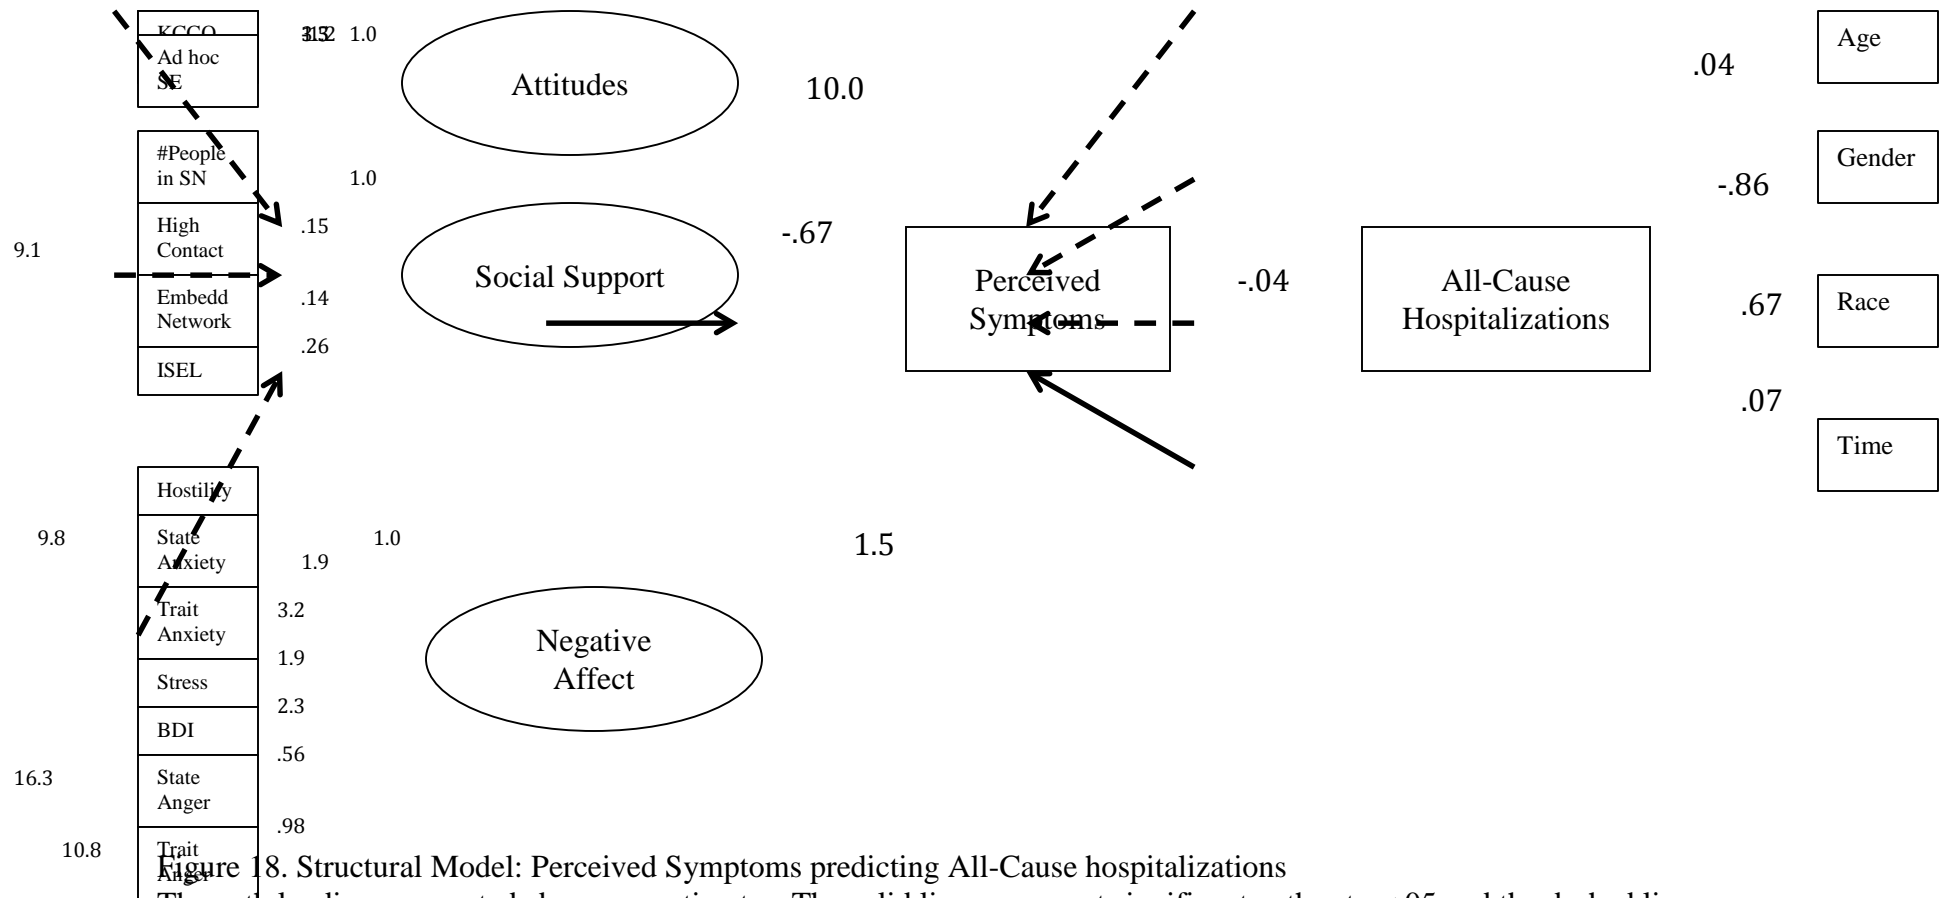 KCCQ
1.0
Ad hoc
SE
Attitudes
10.0
.04
Age
#People
in SN
1.0
-.86
Gender
High
Contact
.15
9.1
Social Support
-.67
Embedd
Network
.14
.26
ISEL
Perceived
Symptoms
-.04
All-Cause
Hospitalizations
.67
Race
.07
Time
Hostility
9.8
State
Anxiety
1.0
1.9
1.5
Trait
Anxiety
3.2
1.9
Negative
Affect
Stress
2.3
BDI
.56
16.3
State
Anger
.98
10.8
Trait
Anger
Figure 18. Structural Model: Perceived Symptoms predicting All-Cause hospitalizations